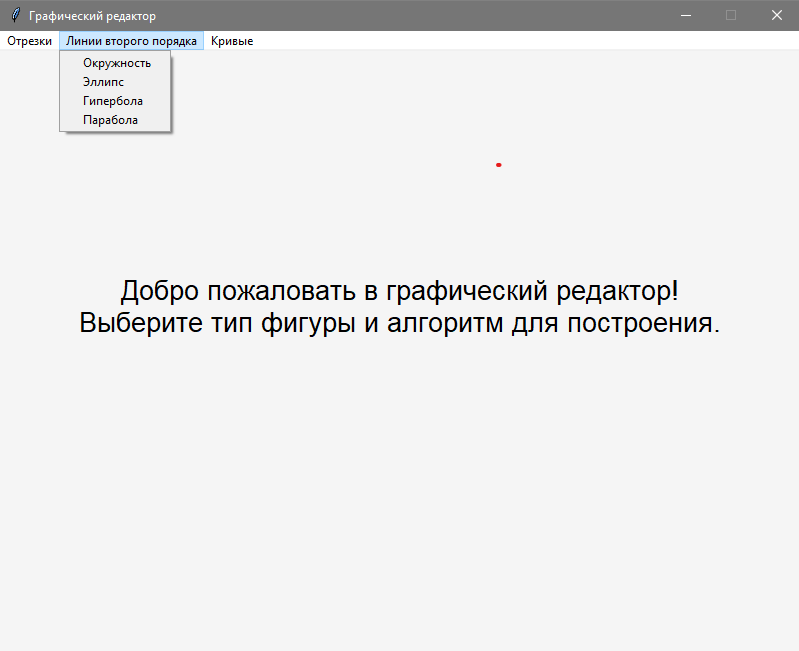 Графический редактор
Отрезки Линии второго порядка Кривые
Окружность
Эллипс
Гипербола
Парабола
Добро пожаловать в графический редактор!
Выберите тип фигуры и алгоритм для построения.